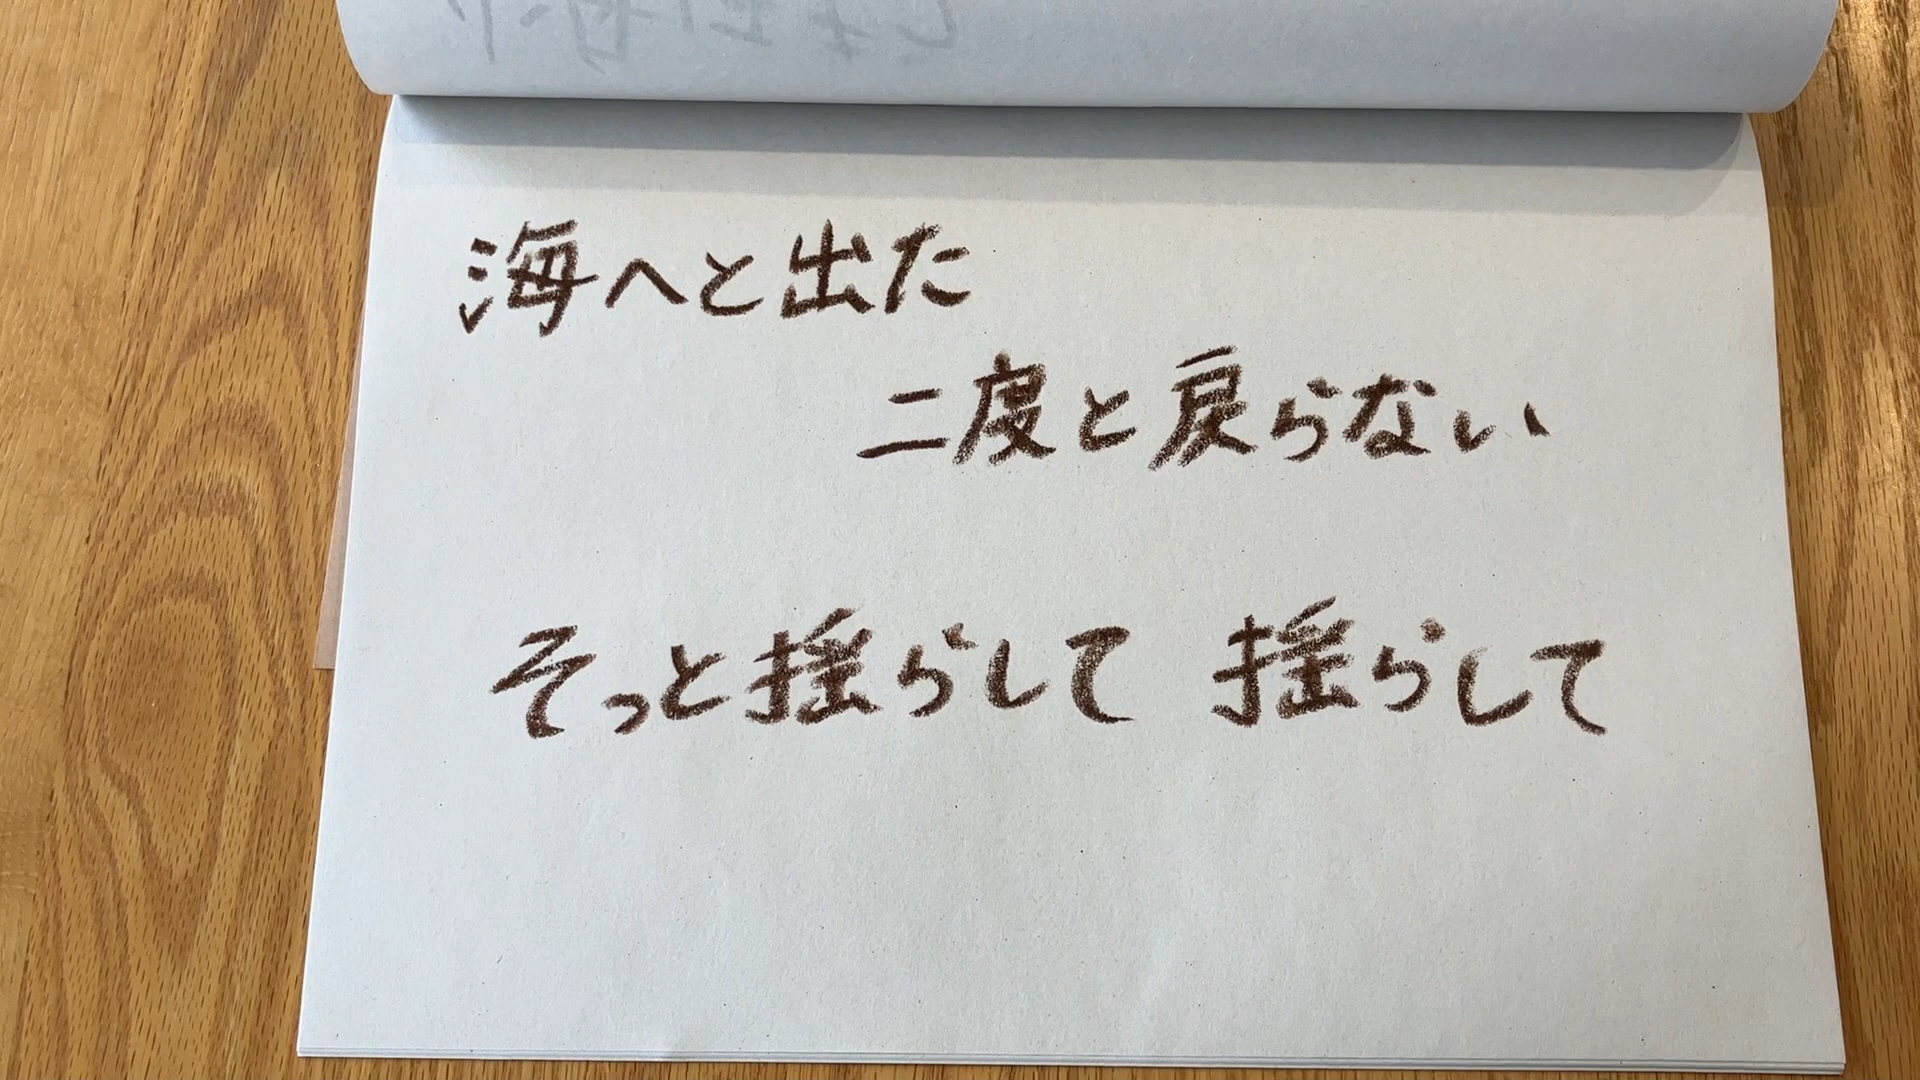 海へと出た
二度と戻らない
そっと揺らして 揺らして